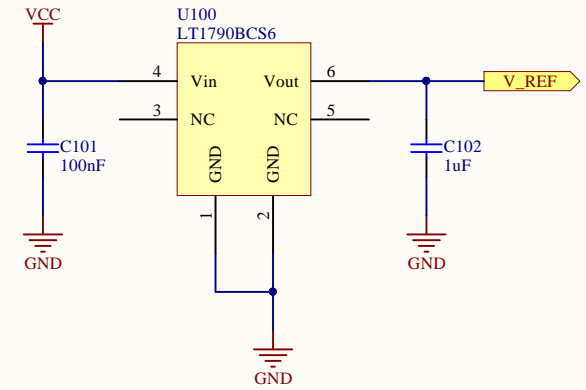 VCC
U100
LT1790BCS6
4
Vin
Vout
6
V_REF
3
NC
NC
5
C101
100nF
GND
GND
C102
1uF
1
2
GND
GND
GND